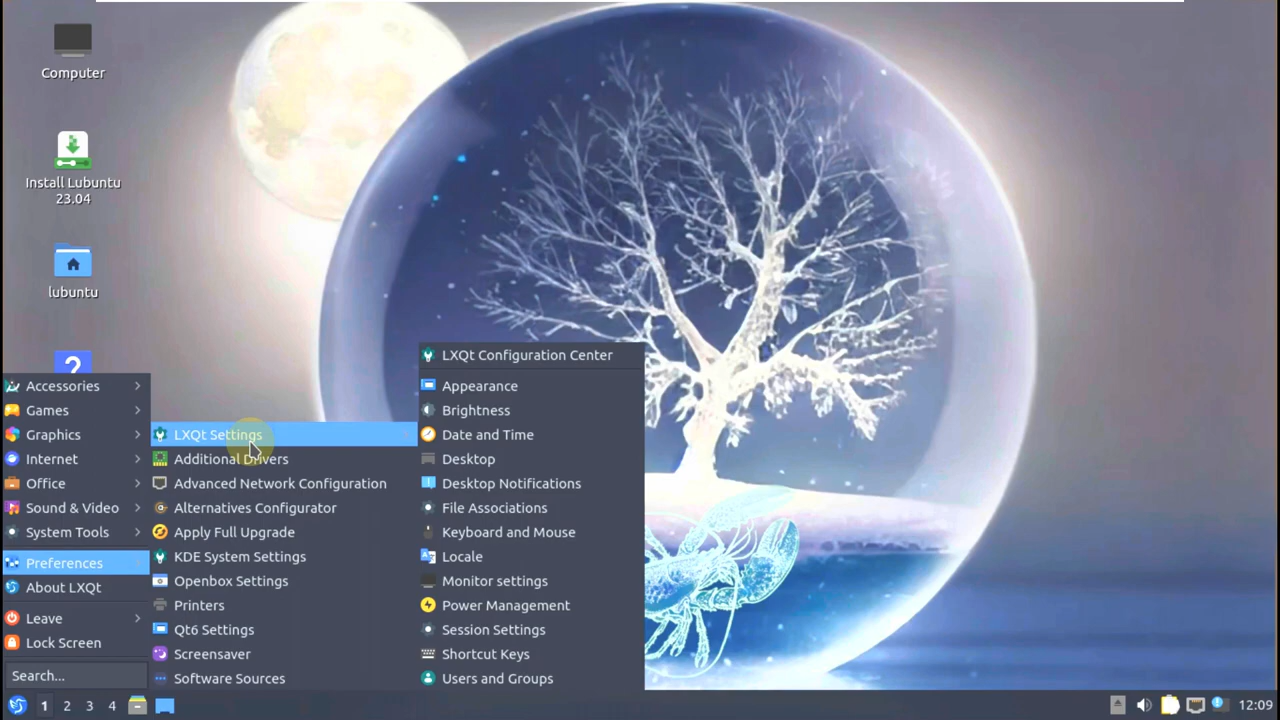 Computer
Install Lubuntu
23.04
lubuntu
?
Accessories
Games
Graphics
Internet
Office
Sound & Video
System Tools
Preferences
About LXQt
Leave
Lock Screen
Search...
LXQt Settings
Additional Drivers
Advanced Network Configuration
Alternatives Configurator
Apply Full Upgrade
KDE System Settings
Openbox Settings
Printers
Qt6 Settings
Screensaver
Software Sources
LXQt Configuration Center
Appearance
Brightness
Date and Time
Desktop
Desktop Notifications
File Associations
Keyboard and Mouse
Locale
Monitor settings
Power Management
Session Settings
Shortcut Keys
Users and Groups
1 2 3 4 12:09